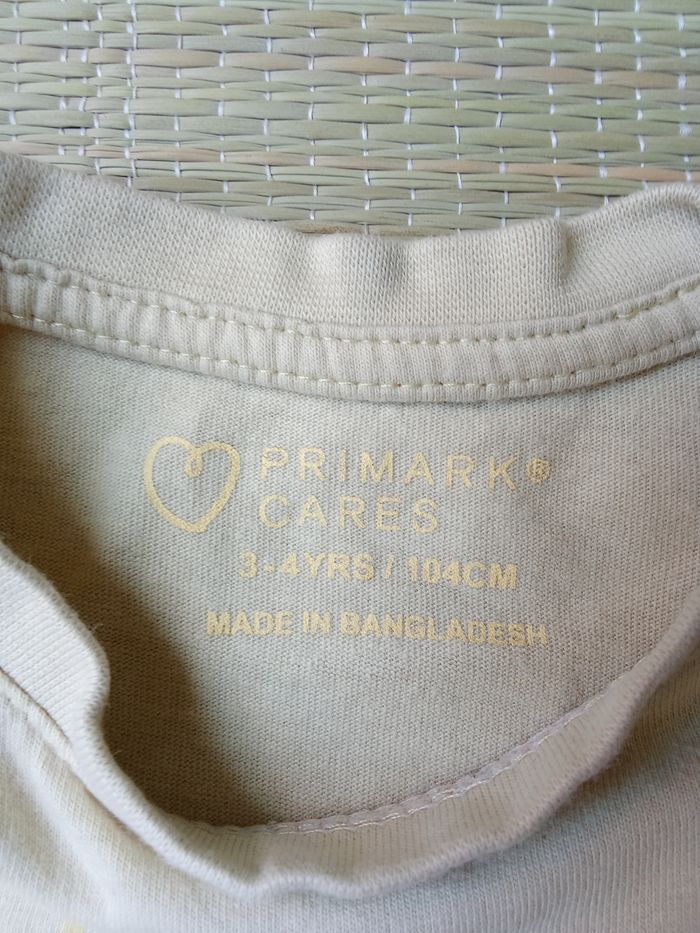 PRIMARK®
CARES
3-4YRS / 104CM
MADE IN BANGLADESH